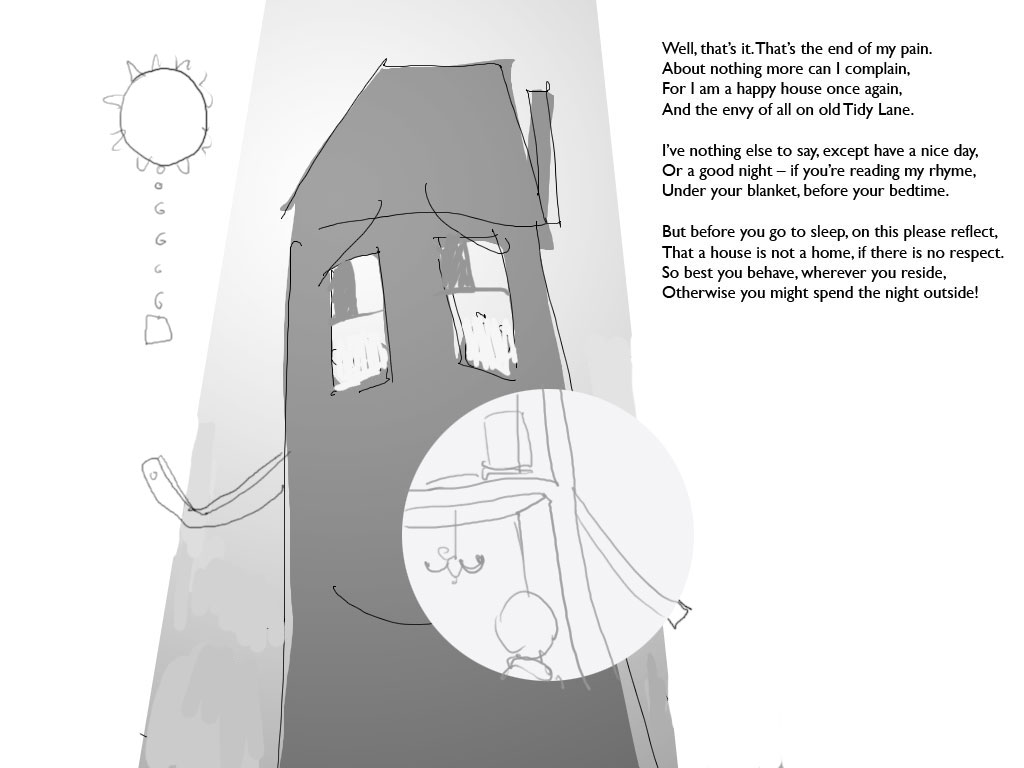 Well, that's it. That's the end of my pain.
About nothing more can I complain,
For I am a happy house once again,
And the envy of all on old Tidy Lane.
I've nothing else to say, except have a nice day,
Or a good night – if you're reading my rhyme,
Under your blanket, before your bedtime.
But before you go to sleep, on this please reflect,
That a house is not a home, if there is no respect.
So best you behave, wherever you reside,
Otherwise you might spend the night outside!